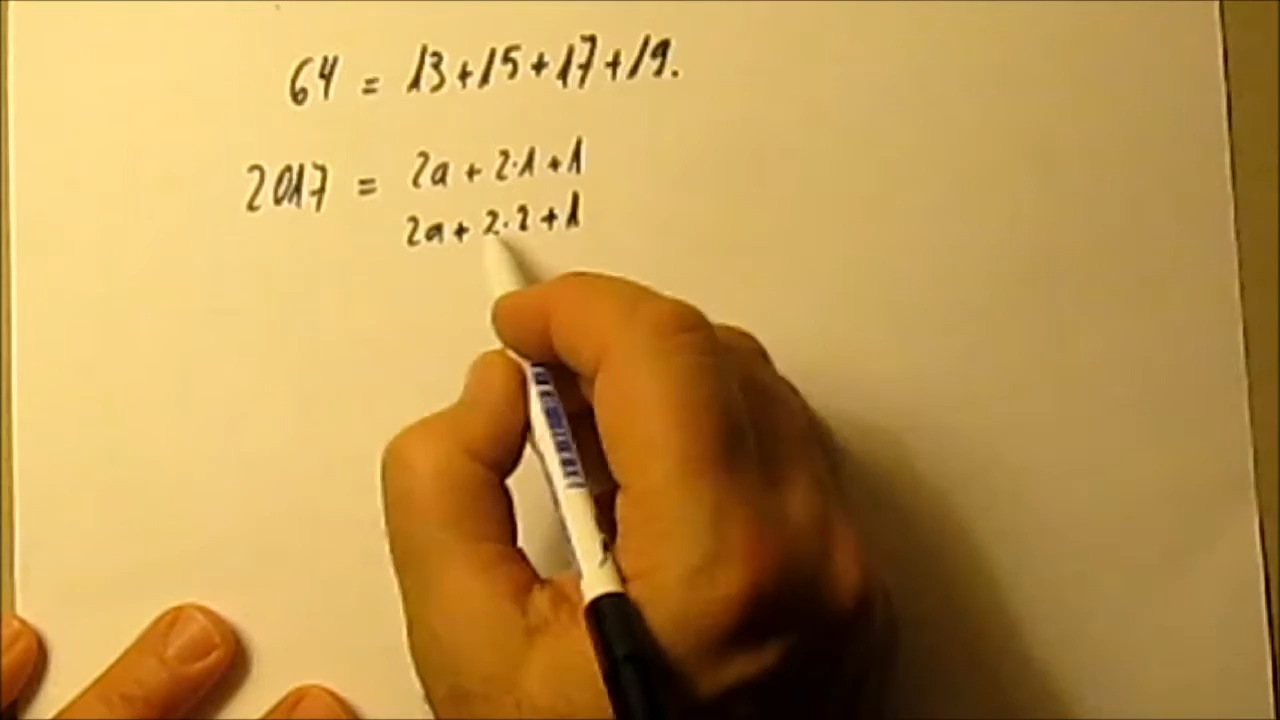 64 = 13+15+17+19.
2017 = 2a + 2·1 + 1
2a + 2·2 + 1